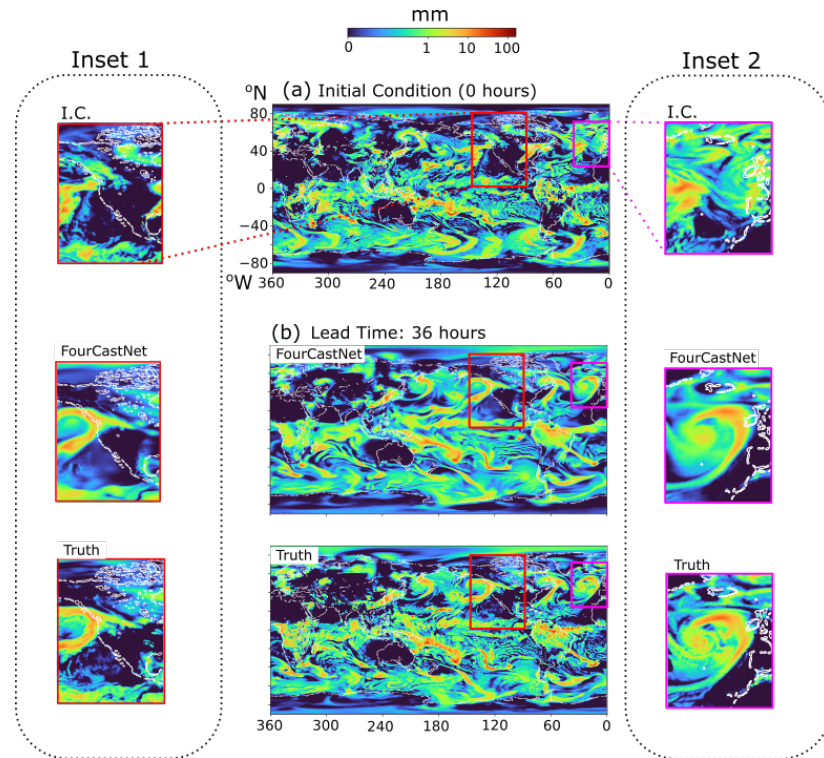 mm
0 1 10 100
Inset 1
Inset 2
(a) Initial Condition (0 hours)
°N
80
40
0
−40
−80
°W
360 300 240 180 120 60 0
I.C.
I.C.
(b) Lead Time: 36 hours
FourCastNet
FourCastNet
FourCastNet
Truth
Truth
Truth
360 300 240 180 120 60 0